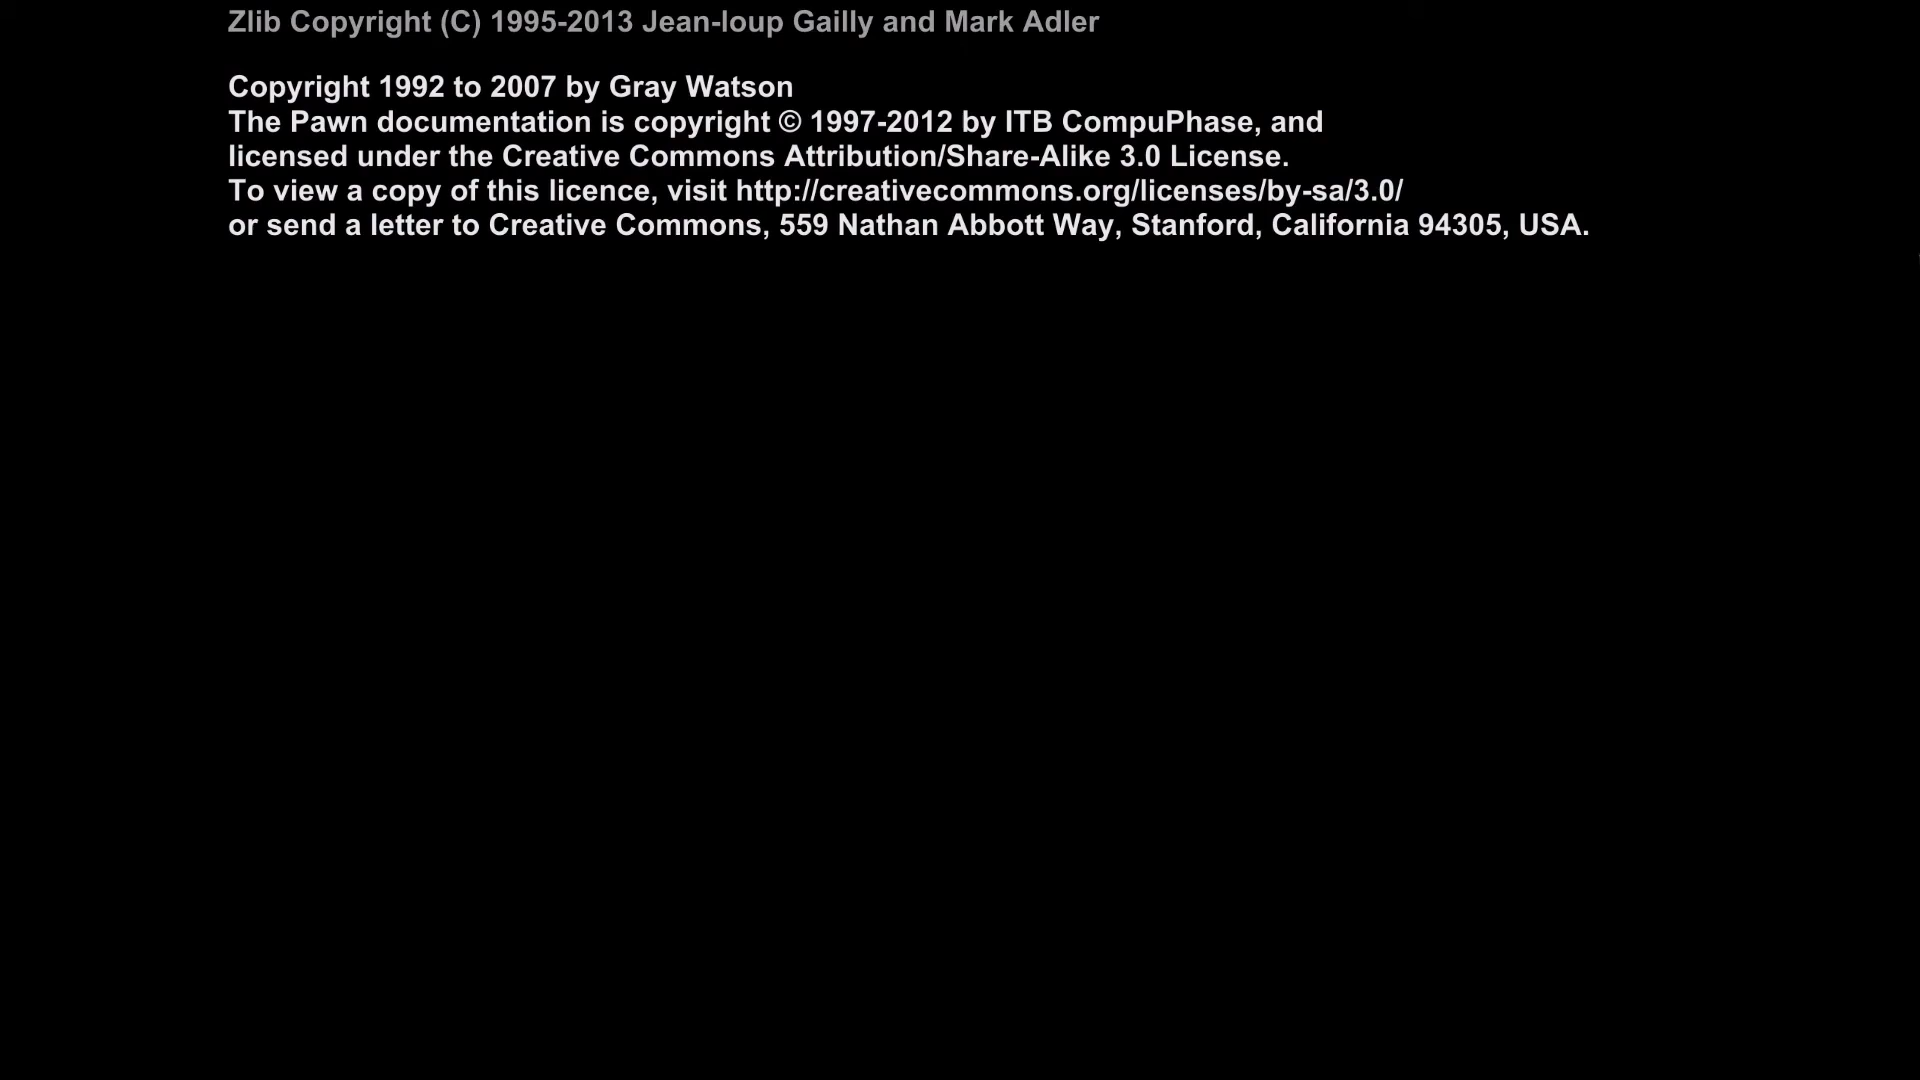 Zlib Copyright (C) 1995-2013 Jean-loup Gailly and Mark Adler
Copyright 1992 to 2007 by Gray Watson
The Pawn documentation is copyright © 1997-2012 by ITB CompuPhase, and
licensed under the Creative Commons Attribution/Share-Alike 3.0 License.
To view a copy of this licence, visit http://creativecommons.org/licenses/by-sa/3.0/
or send a letter to Creative Commons, 559 Nathan Abbott Way, Stanford, California 94305, USA.